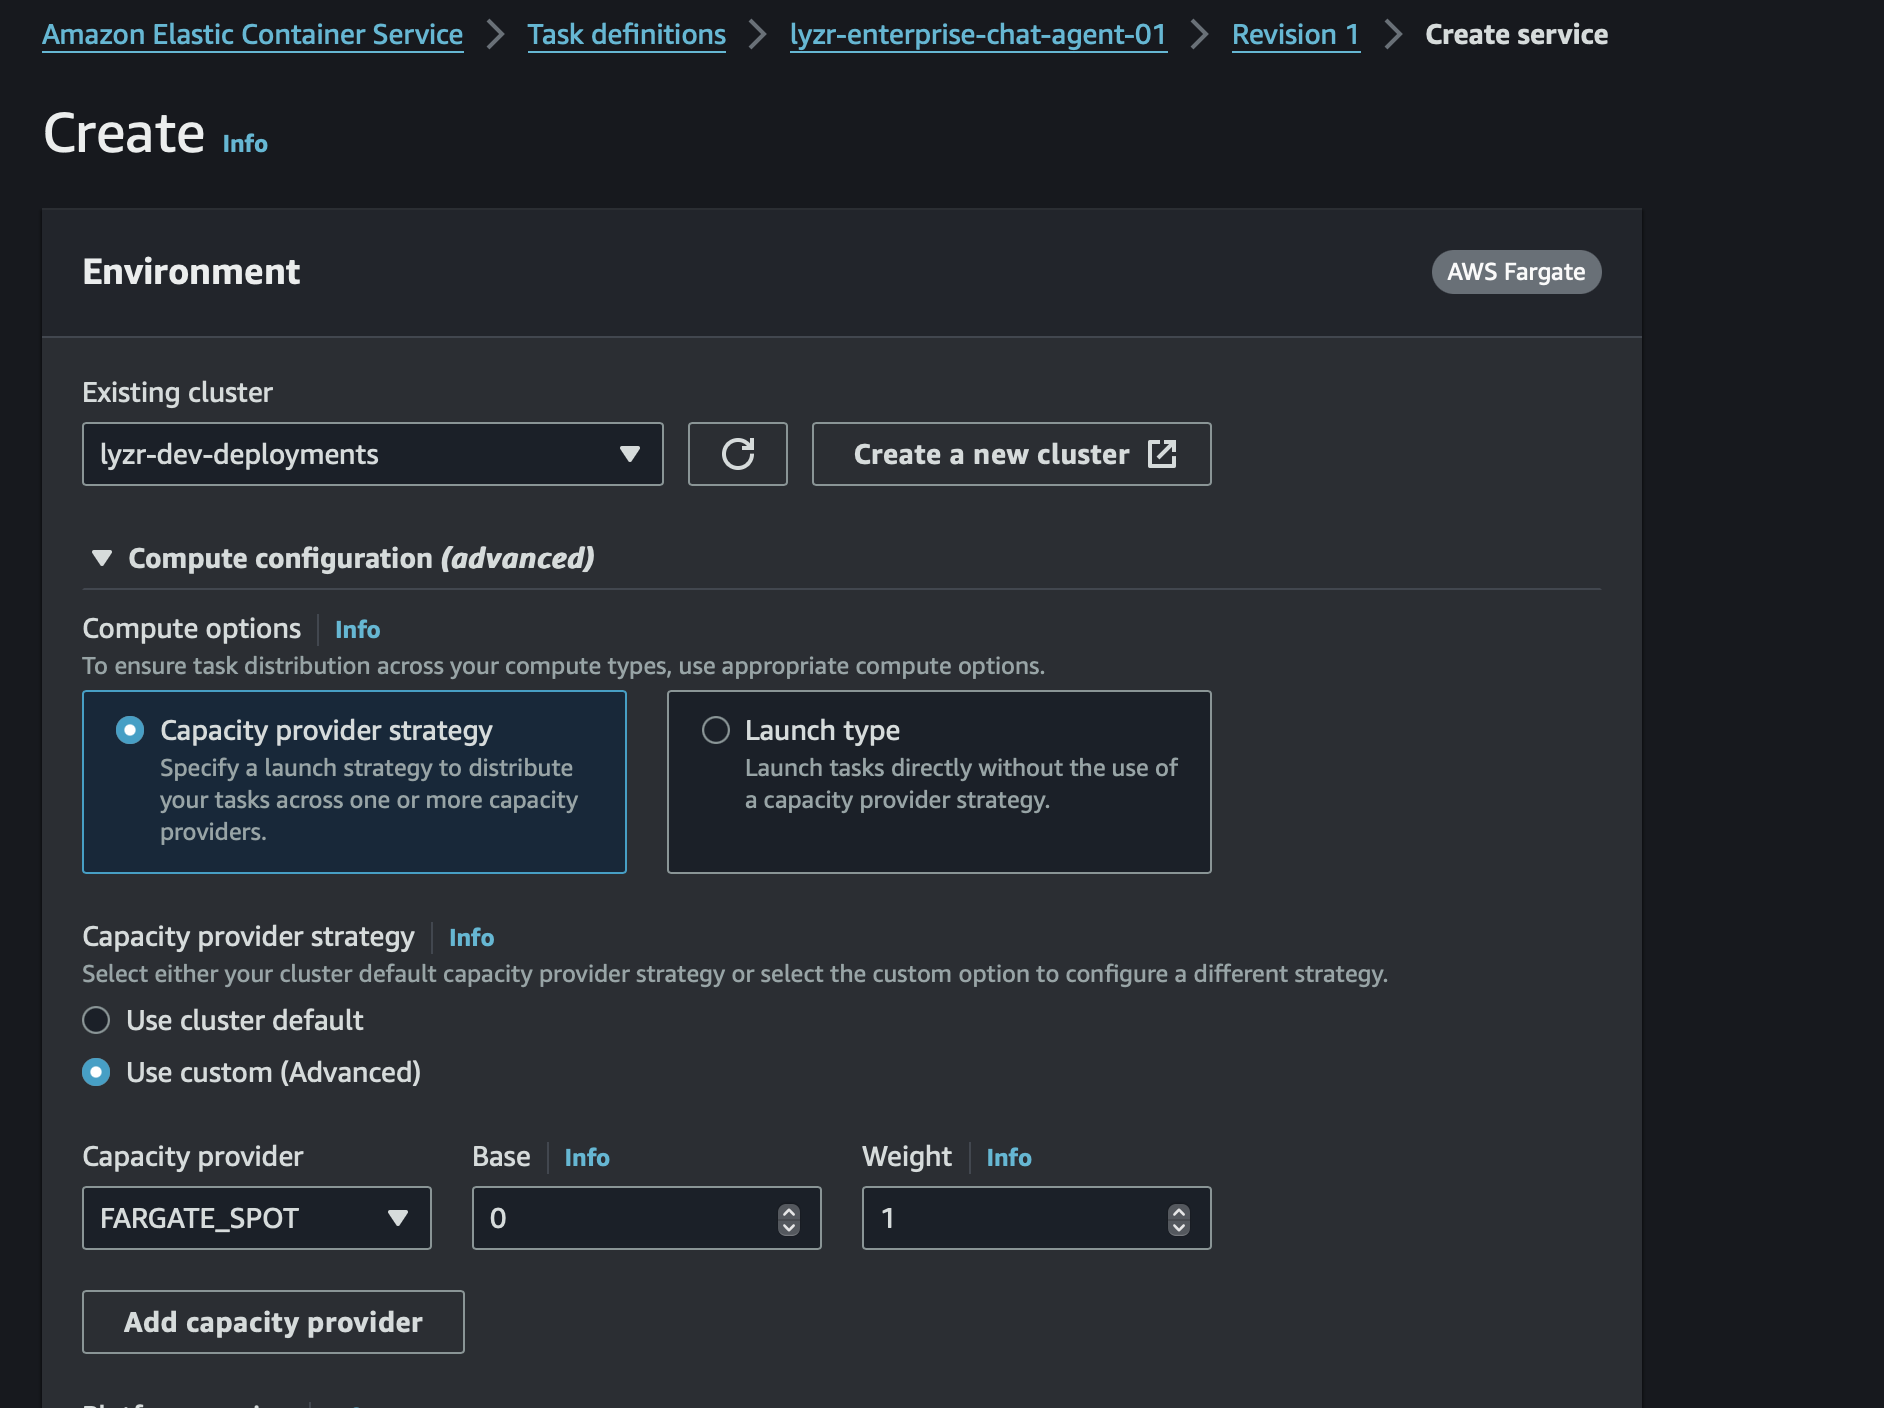 Amazon Elastic Container Service > Task definitions > lyzr-enterprise-chat-agent-01 > Revision 1 > Create service
Create Info
Environment AWS Fargate
Existing cluster
lyzr-dev-deployments Create a new cluster
Compute configuration (advanced)
Compute options Info
To ensure task distribution across your compute types, use appropriate compute options.
Capacity provider strategy
Specify a launch strategy to distribute
your tasks across one or more capacity
providers.
Launch type
Launch tasks directly without the use of
a capacity provider strategy.
Capacity provider strategy Info
Select either your cluster default capacity provider strategy or select the custom option to configure a different strategy.
Use cluster default
Use custom (Advanced)
Capacity provider Base Info Weight Info
FARGATE_SPOT 0 1
Add capacity provider